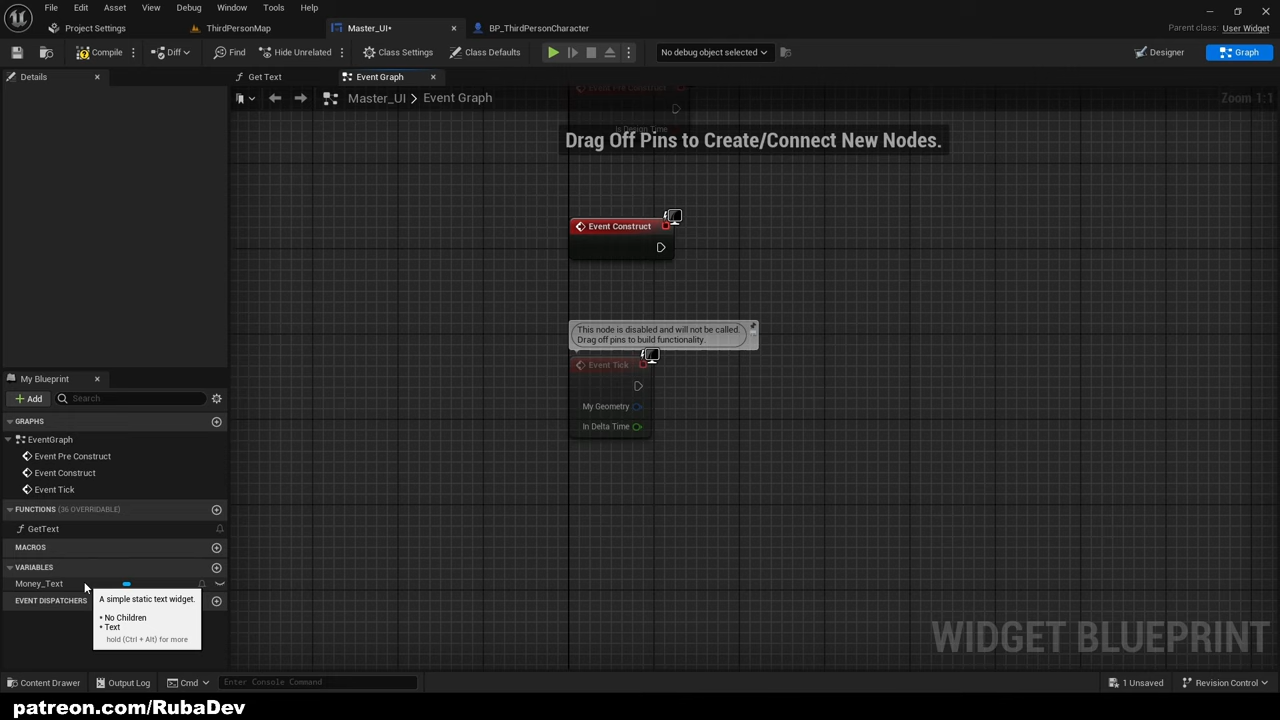 File Edit Asset View Debug Window Tools Help
Project Settings ThirdPersonMap Master_UI• BP_ThirdPersonCharacter Parent class: User Widget
Compile Diff Find Hide Unrelated Class Settings Class Defaults No debug object selected Designer Graph
Details Get Text Event Graph
Master_UI > Event Graph Zoom 1:1
Drag Off Pins to Create/Connect New Nodes.
Event Construct
This node is disabled and will not be called.
Drag off pins to build functionality.
Event Tick
My Geometry
In Delta Time
My Blueprint
+ Add Search
GRAPHS
EventGraph
Event Pre Construct
Event Construct
Event Tick
FUNCTIONS (36 OVERRIDABLE)
f GetText
MACROS
VARIABLES
Money_Text
EVENT DISPATCHERS
A simple static text widget.
• No Children
• Text
hold (Ctrl + Alt) for more
WIDGET BLUEPRINT
Content Drawer Output Log Cmd Enter Console Command 1 Unsaved Revision Control
patreon.com/RubaDev